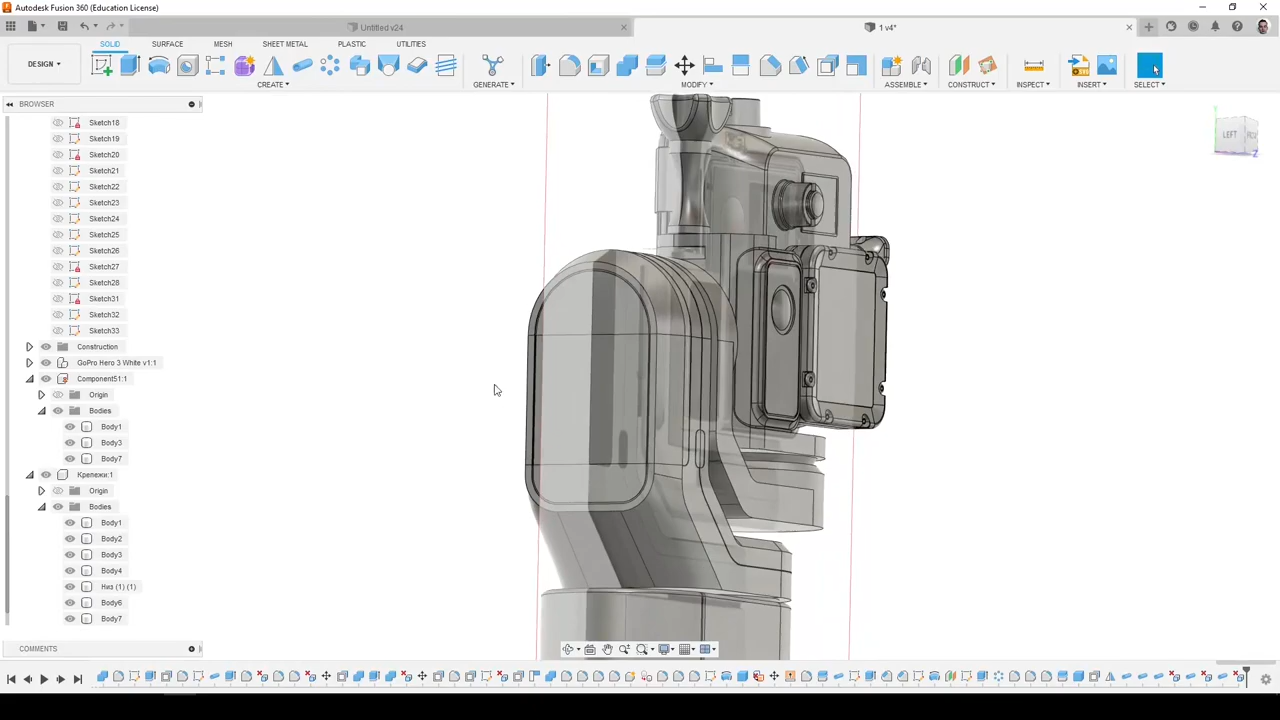 Autodesk Fusion 360 (Education License)
Untitled v24
1 v4*
SOLID SURFACE MESH SHEET METAL PLASTIC UTILITIES
DESIGN
CREATE GENERATE MODIFY ASSEMBLE CONSTRUCT INSPECT INSERT SELECT
BROWSER
LEFT
Z
Sketch18
Sketch19
Sketch20
Sketch21
Sketch22
Sketch23
Sketch24
Sketch25
Sketch26
Sketch27
Sketch28
Sketch31
Sketch32
Sketch33
Construction
GoPro Hero 3 White v1:1
Component51:1
Origin
Bodies
Body1
Body3
Body7
Крепежи:1
Origin
Bodies
Body1
Body2
Body3
Body4
Низ (1) (1)
Body6
Body7
COMMENTS